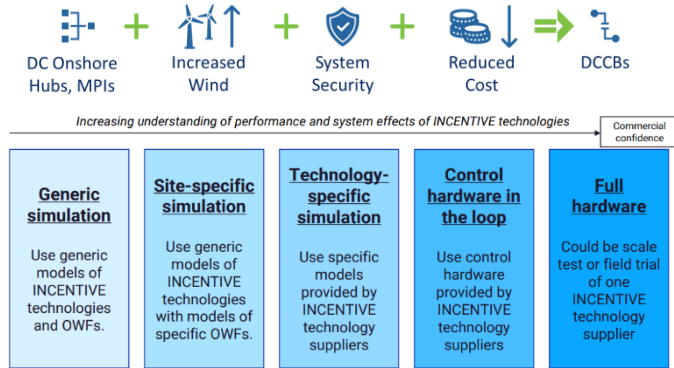 DC Onshore
Hubs, MPIs
Increased
Wind
System
Security
Reduced
Cost
DCCBs
Increasing understanding of performance and system effects of INCENTIVE technologies
Commercial
confidence
Generic
simulation
Use generic
models of
INCENTIVE
technologies
and OWFs.
Site-specific
simulation
Use generic
models of
INCENTIVE
technologies
with models of
specific OWFs.
Technology-
specific
simulation
Use specific
models
provided by
INCENTIVE
technology
suppliers
Control
hardware in
the loop
Use control
hardware
provided by
INCENTIVE
technology
suppliers
Full
hardware
Could be scale
test or field trial
of one
INCENTIVE
technology
supplier